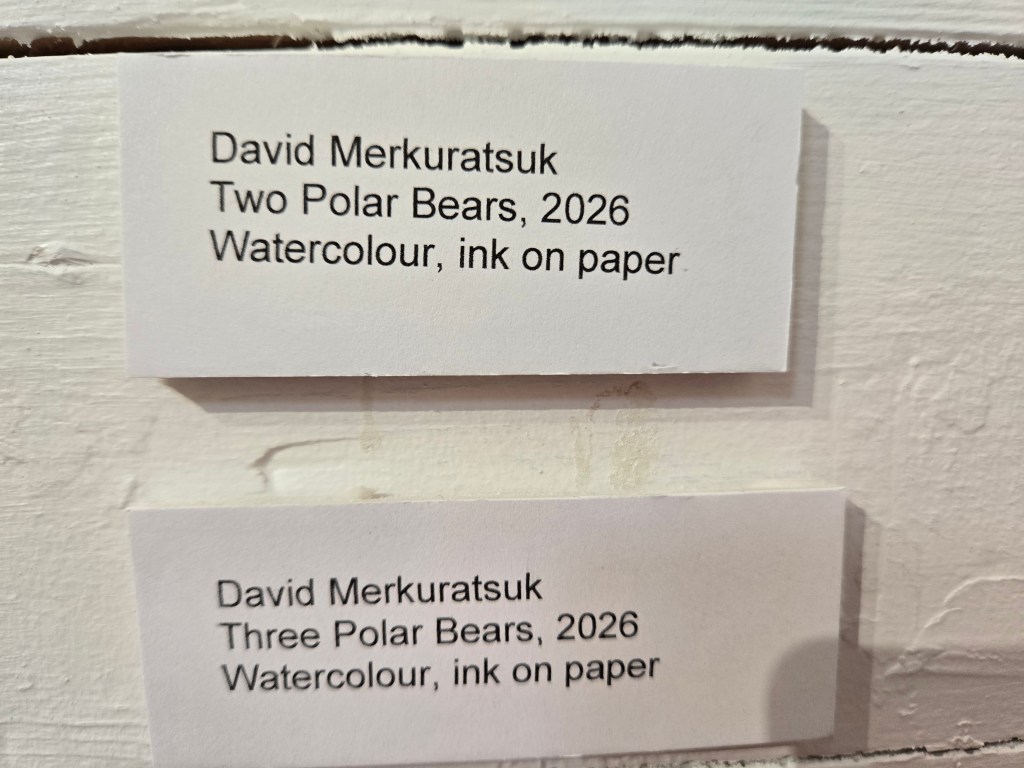 David Merkuratsuk
Two Polar Bears, 2026
Watercolour, ink on paper
David Merkuratsuk
Three Polar Bears, 2026
Watercolour, ink on paper